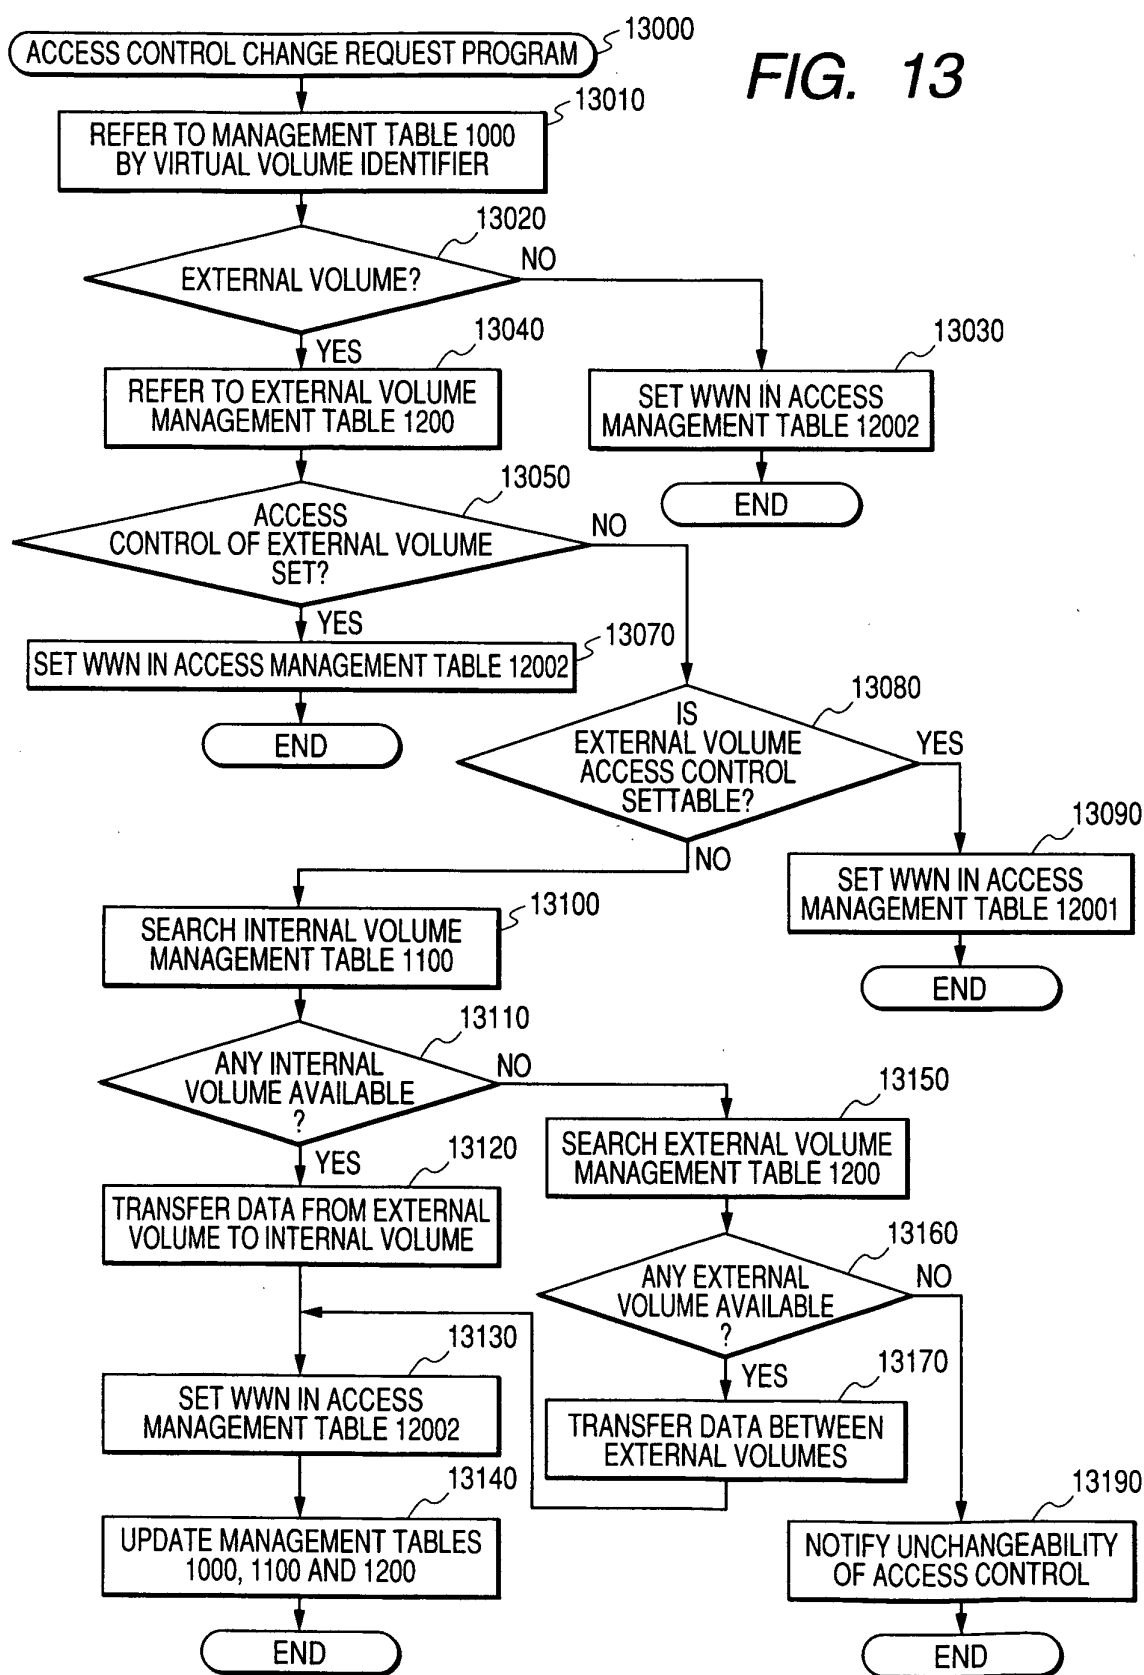 FIG. 13
13000
ACCESS CONTROL CHANGE REQUEST PROGRAM
13010
REFER TO MANAGEMENT TABLE 1000
BY VIRTUAL VOLUME IDENTIFIER
13020
EXTERNAL VOLUME?
NO
YES
13040
REFER TO EXTERNAL VOLUME
MANAGEMENT TABLE 1200
13030
SET WWN IN ACCESS
MANAGEMENT TABLE 12002
END
13050
ACCESS
CONTROL OF EXTERNAL VOLUME
SET?
NO
YES
13070
SET WWN IN ACCESS MANAGEMENT TABLE 12002
END
13080
IS
EXTERNAL VOLUME
ACCESS CONTROL
SETTABLE?
YES
NO
13090
SET WWN IN ACCESS
MANAGEMENT TABLE 12001
END
13100
SEARCH INTERNAL VOLUME
MANAGEMENT TABLE 1100
13110
ANY INTERNAL
VOLUME AVAILABLE
?
NO
YES
13120
TRANSFER DATA FROM EXTERNAL
VOLUME TO INTERNAL VOLUME
13150
SEARCH EXTERNAL VOLUME
MANAGEMENT TABLE 1200
13160
ANY EXTERNAL
VOLUME AVAILABLE
?
NO
YES
13170
TRANSFER DATA BETWEEN
EXTERNAL VOLUMES
13130
SET WWN IN ACCESS
MANAGEMENT TABLE 12002
13140
UPDATE MANAGEMENT TABLES
1000, 1100 AND 1200
END
13190
NOTIFY UNCHANGEABILITY
OF ACCESS CONTROL
END